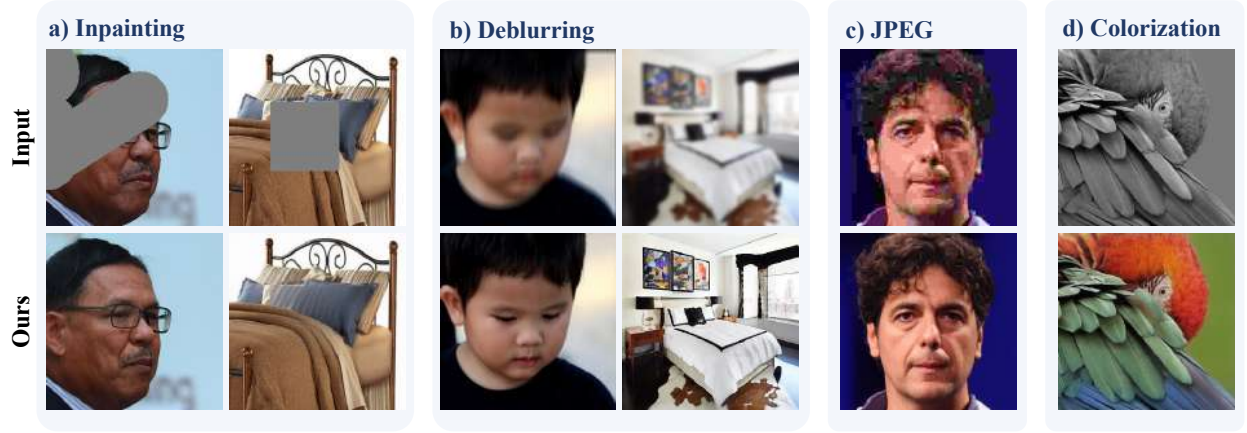 a) Inpainting
b) Deblurring
c) JPEG
d) Colorization
Input
Ours